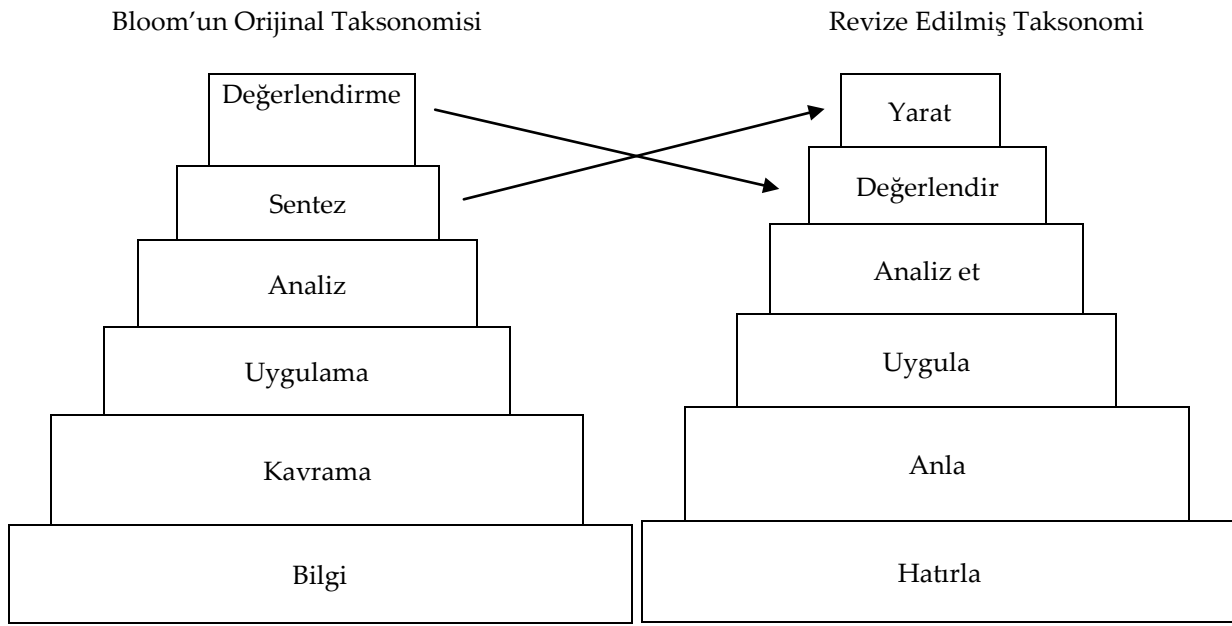 Bloom’un Orijinal Taksonomisi
Değerlendirme
Sentez
Analiz
Uygulama
Kavrama
Bilgi
Revize Edilmiş Taksonomi
Yarat
Değerlendir
Analiz et
Uygula
Anla
Hatırla